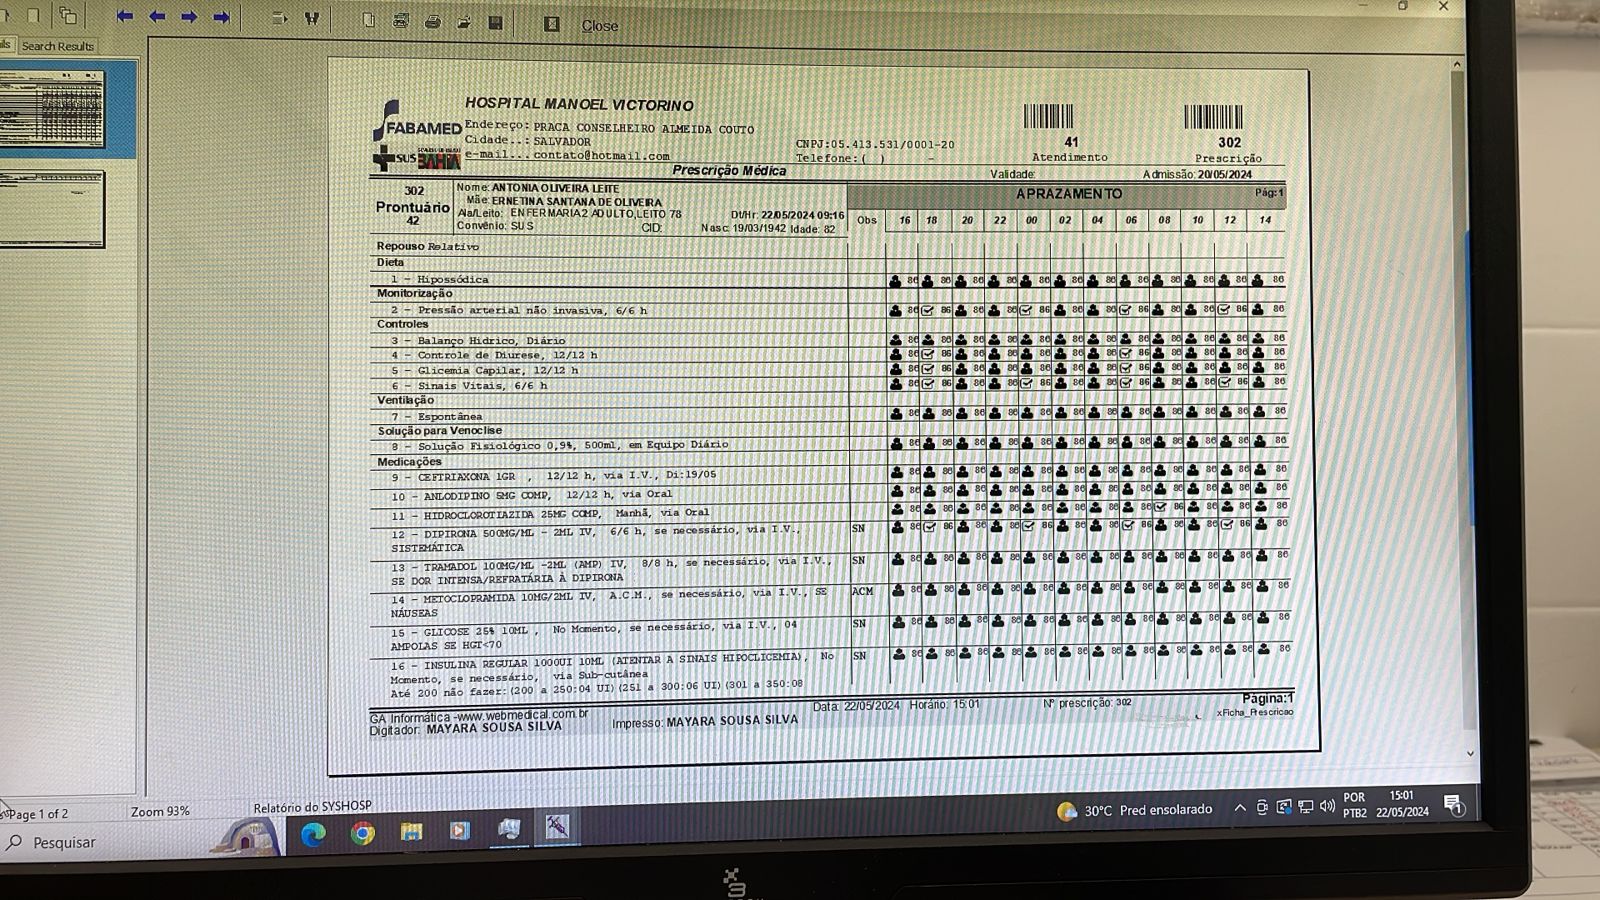 Close
Search Results
HOSPITAL MANOEL VICTORINO
FABAMED
Endereço: PRACA CONSELHEIRO ALMEIDA COUTO
Cidade..: SALVADOR
e-mail... contato@hotmail.com
SUS BAHIA
CNPJ:05.413.531/0001-20
Telefone:( ) -
41
Atendimento
302
Prescrição
Prescrição Médica
Validade:
Admissão: 20/05/2024
302
Prontuário
42
Nome: ANTONIA OLIVEIRA LEITE
Mãe: ERNETINA SANTANA DE OLIVEIRA
Ala/Leito: ENFERMARIA2 ADULTO,LEITO 78
Dt/Hr: 22/05/2024 09:16
Convênio: SUS CID: Nasc: 19/03/1942 Idade: 82
APRAZAMENTO Pág:1
Obs 16 18 20 22 00 02 04 06 08 10 12 14
Repouso Relativo
Dieta
1 - Hipossódica
Monitorização
2 - Pressão arterial não invasiva, 6/6 h
Controles
3 - Balanço Hidrico, Diário
4 - Controle de Diurese, 12/12 h
5 - Glicemia Capilar, 12/12 h
6 - Sinais Vitais, 6/6 h
Ventilação
7 - Espontânea
Solução para Venoclise
8 - Solução Fisiológico 0,9%, 500ml, em Equipo Diário
Medicações
9 - CEFTRIAXONA 1GR , 12/12 h, via I.V., Di:19/05
10 - ANLODIPINO 5MG COMP, 12/12 h, via Oral
11 - HIDROCLOROTIAZIDA 25MG COMP, Manhã, via Oral
12 - DIPIRONA 500MG/ML - 2ML IV, 6/6 h, se necessário, via I.V., SN
SISTEMÁTICA
13 - TRAMADOL 100MG/ML -2ML (AMP) IV, 8/8 h, se necessário, via I.V., SN
SE DOR INTENSA/REFRATÁRIA À DIPIRONA
14 - METOCLOPRAMIDA 10MG/2ML IV, A.C.M., se necessário, via I.V., SE ACM
NÁUSEAS
15 - GLICOSE 25% 10ML , No Momento, se necessário, via I.V., 04 SN
AMPOLAS SE HGT<70
16 - INSULINA REGULAR 1000UI 10ML (ATENTAR A SINAIS HIPOCLICEMIA), No SN
Momento, se necessário, via Sub-cutânea
Até 200 não fazer:(200 a 250:04 UI)(251 a 300:06 UI)(301 a 350:08
GA Informática -www.webmedical.com.br
Digitador: MAYARA SOUSA SILVA
Impresso: MAYARA SOUSA SILVA
Data: 22/05/2024 Horário: 15:01
Nº prescrição: 302
Página:1
xFicha_Prescricao
Page 1 of 2
Zoom 93%
Relatório do SYSHOSP
Pesquisar
30°C Pred ensolarado
POR
PTB2
15:01
22/05/2024
1